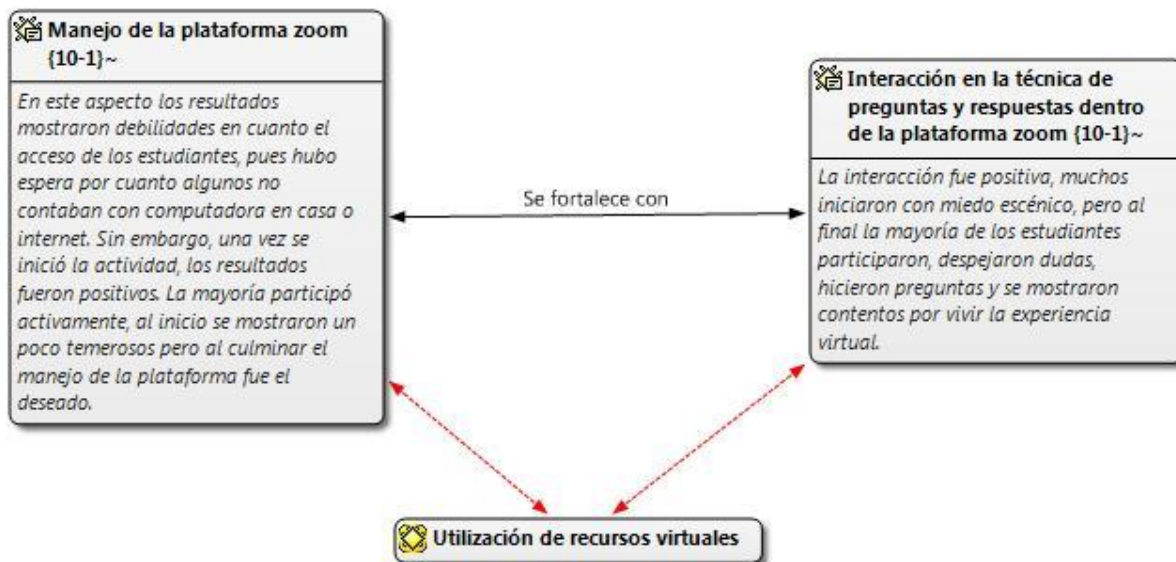 Manejo de la plataforma zoom
{10-1}~
En este aspecto los resultados
mostraron debilidades en cuanto el
acceso de los estudiantes, pues hubo
espera por cuanto algunos no
contaban con computadora en casa o
internet. Sin embargo, una vez se
inició la actividad, los resultados
fueron positivos. La mayoría participó
activamente, al inicio se mostraron un
poco temerosos pero al culminar el
manejo de la plataforma fue el
deseado.
Se fortalece con
Interacción en la técnica de
preguntas y respuestas dentro
de la plataforma zoom {10-1}~
La interacción fue positiva, muchos
iniciaron con miedo escénico, pero al
final la mayoría de los estudiantes
participaron, despejaron dudas,
hicieron preguntas y se mostraron
contentos por vivir la experiencia
virtual.
Utilización de recursos virtuales